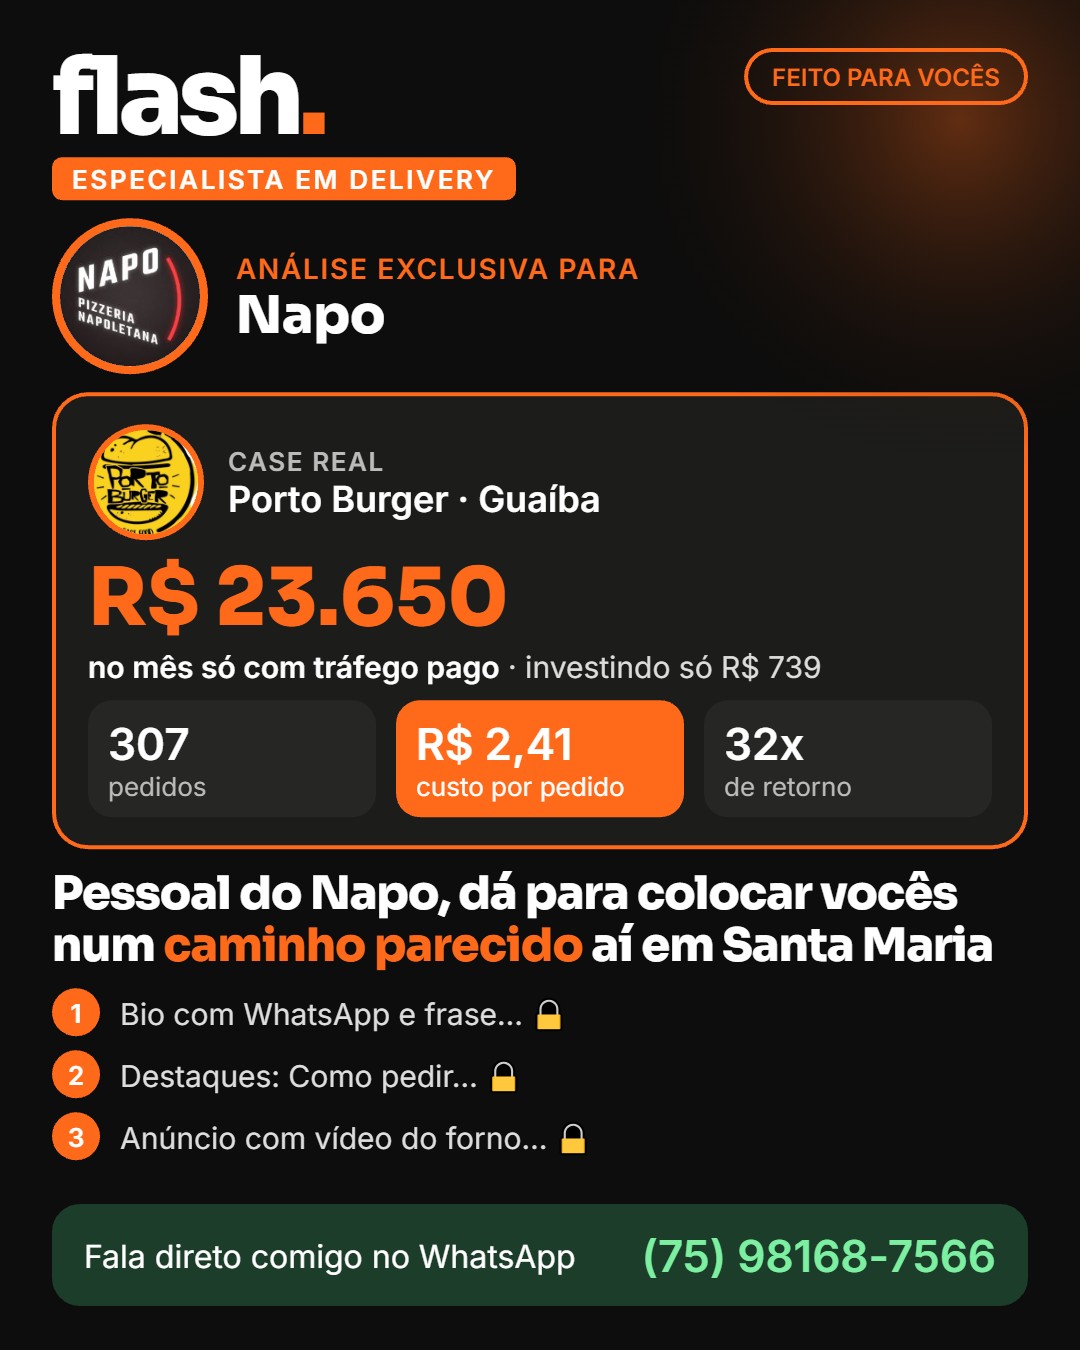 flash.
FEITO PARA VOCÊS
ESPECIALISTA EM DELIVERY
NAPO
PIZZERIA
NAPOLETANA
ANÁLISE EXCLUSIVA PARA
Napo
PORTO
BURGER
CASE REAL
Porto Burger · Guaíba
R$ 23.650
no mês só com tráfego pago · investindo só R$ 739
307
pedidos
R$ 2,41
custo por pedido
32x
de retorno
Pessoal do Napo, dá para colocar vocês
num caminho parecido aí em Santa Maria
1 Bio com WhatsApp e frase... 🔒
2 Destaques: Como pedir... 🔒
3 Anúncio com vídeo do forno... 🔒
Fala direto comigo no WhatsApp (75) 98168-7566